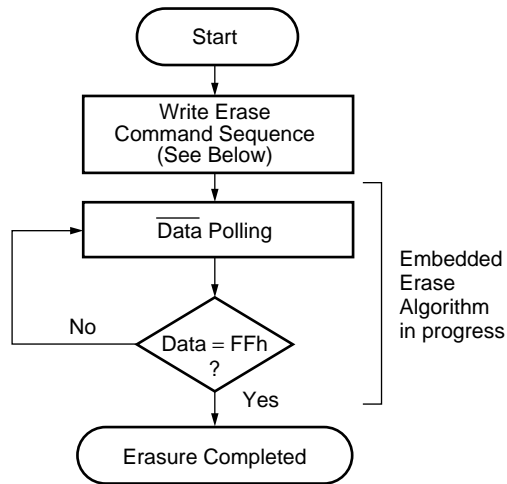 Start
Write Erase
Command Sequence
(See Below)
Data Polling
Embedded
Erase
Algorithm
in progress
No
Data = FFh
?
Yes
Erasure Completed